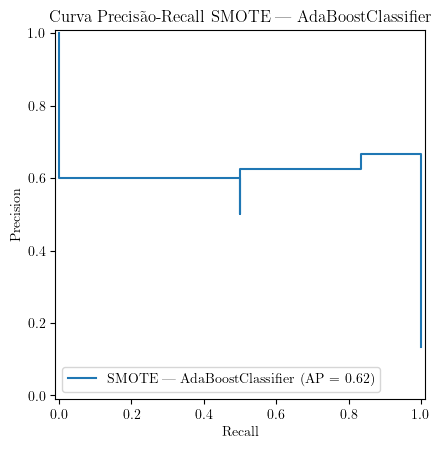 Curva Precisão-Recall SMOTE — AdaBoostClassifier
1.0
0.8
0.6
0.4
0.2
0.0
Precision
SMOTE — AdaBoostClassifier (AP = 0.62)
0.0 0.2 0.4 0.6 0.8 1.0
Recall